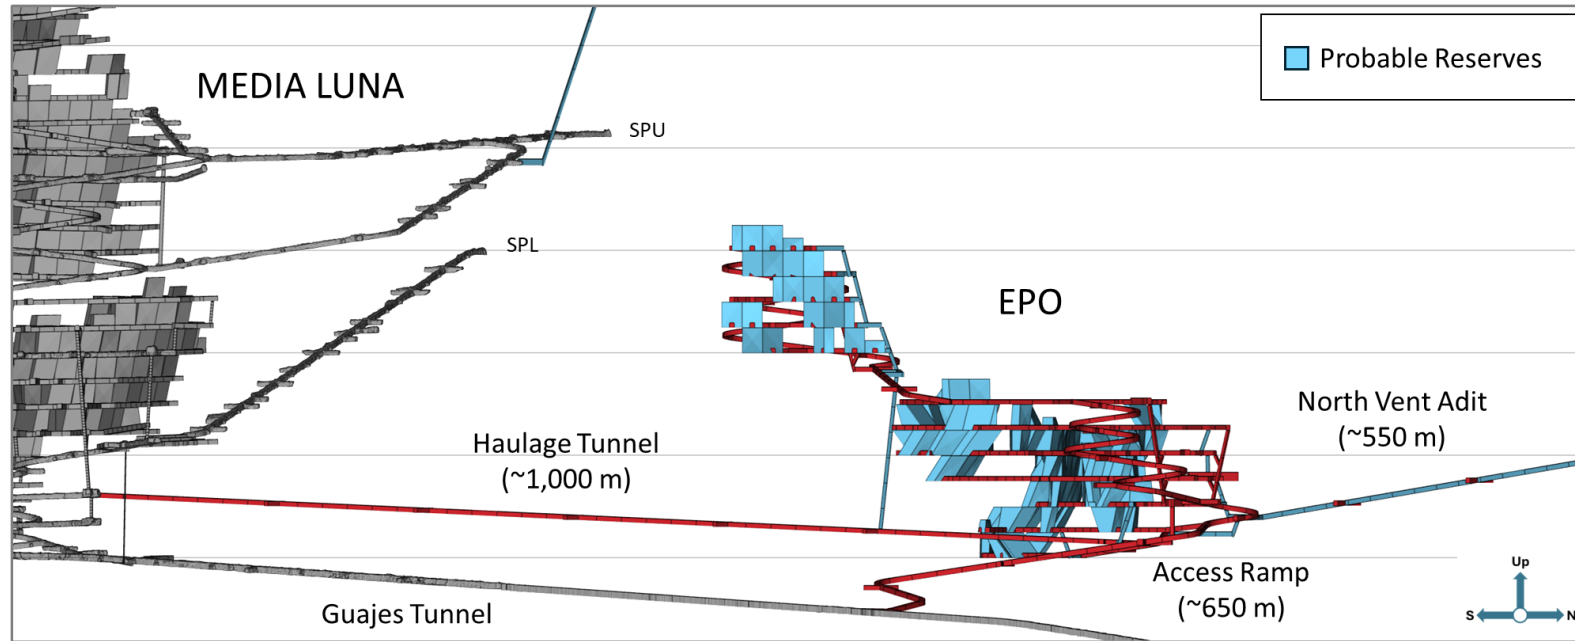 Probable Reserves
MEDIA LUNA
SPU
SPL
EPO
North Vent Adit
(~550 m)
Haulage Tunnel
(~1,000 m)
Access Ramp
(~650 m)
Guajes Tunnel
Up
S
N